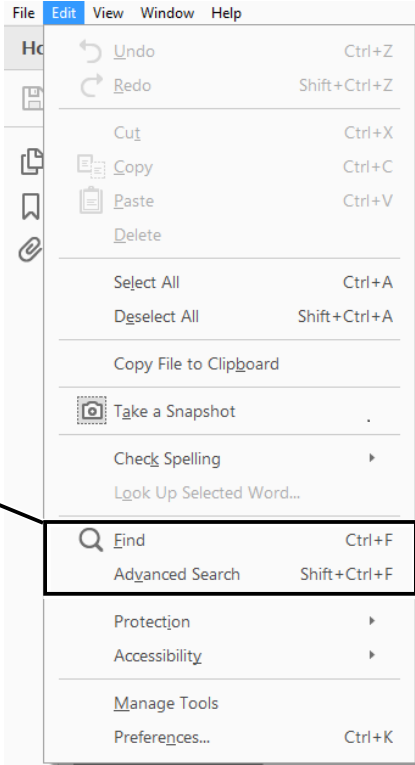 File Edit View Window Help
Ho
Undo Ctrl+Z
Redo Shift+Ctrl+Z
Cut Ctrl+X
Copy Ctrl+C
Paste Ctrl+V
Delete
Select All Ctrl+A
Deselect All Shift+Ctrl+A
Copy File to Clipboard
Take a Snapshot
Check Spelling
Look Up Selected Word...
Find Ctrl+F
Advanced Search Shift+Ctrl+F
Protection
Accessibility
Manage Tools
Preferences... Ctrl+K